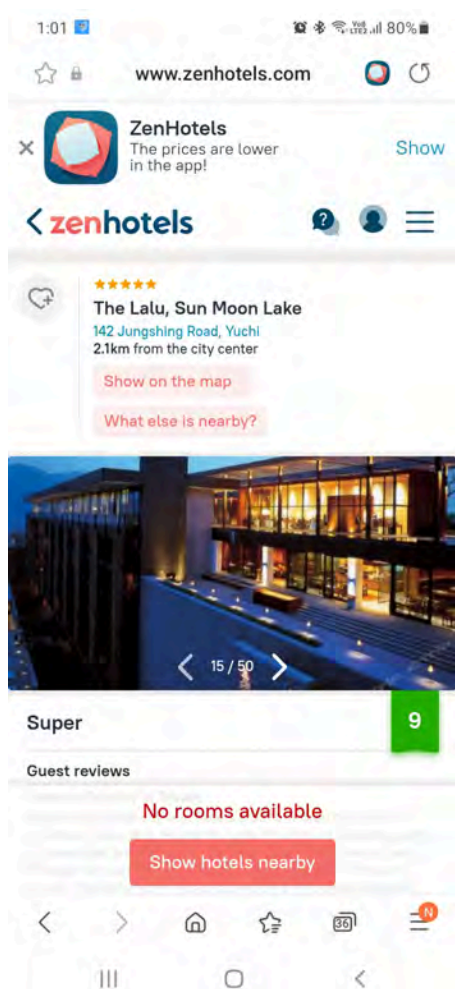 1:01
80%
www.zenhotels.com
ZenHotels
The prices are lower
in the app!
Show
zenhotels
The Lalu, Sun Moon Lake
142 Jungshing Road, Yuchi
2.1km from the city center
Show on the map
What else is nearby?
15 / 50
Super
9
Guest reviews
No rooms available
Show hotels nearby
36
N